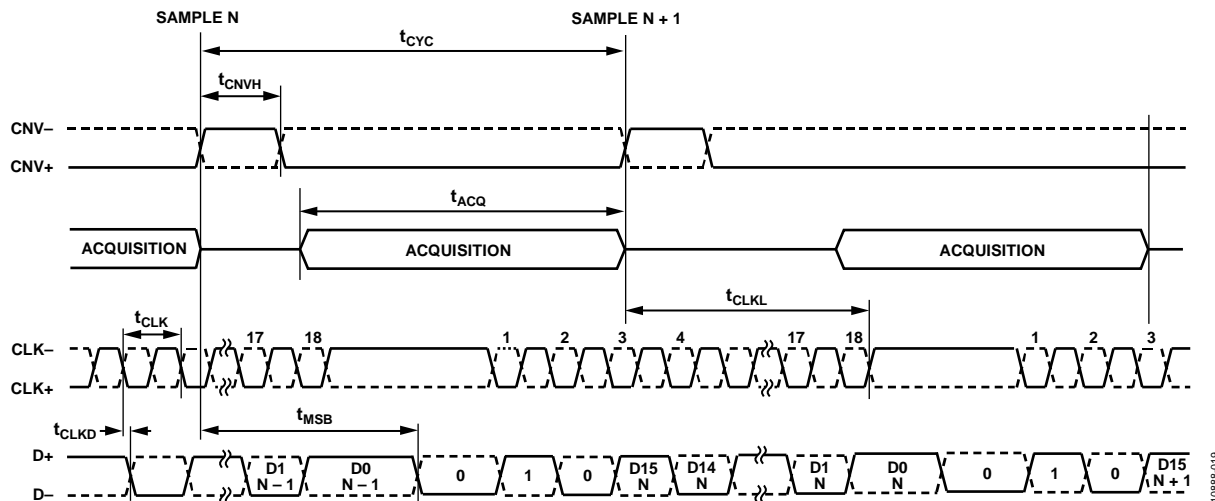 SAMPLE N SAMPLE N + 1
tCYC
tCNVH
CNV–
CNV+
tACQ
ACQUISITION ACQUISITION ACQUISITION
tCLKL
tCLK
17 18 1 2 3 4 17 18 1 2 3
CLK–
CLK+
tMSB
tCLKD
D+
D1 D0 0 1 0 D15 D14 D1 D0 0 1 0 D15
N – 1 N – 1 N N N N N + 1
D–
10888-019